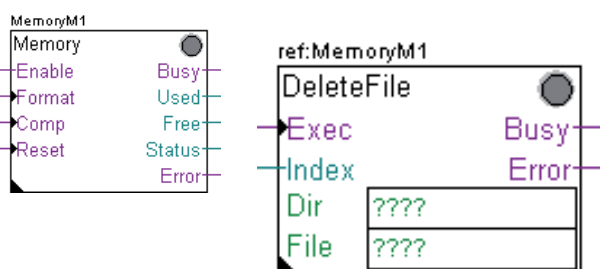 MemoryM1
Memory
Enable Busy
Format Used
Comp Free
Reset Status
Error
ref:MemoryM1
DeleteFile
Exec Busy
Index Error
Dir ????
File ????